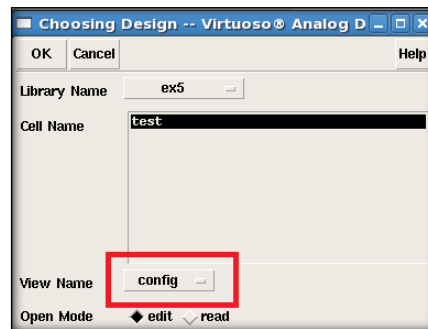 Choosing Design -- Virtuoso® Analog D
OK Cancel Help
Library Name ex5
Cell Name test
View Name config
Open Mode edit read